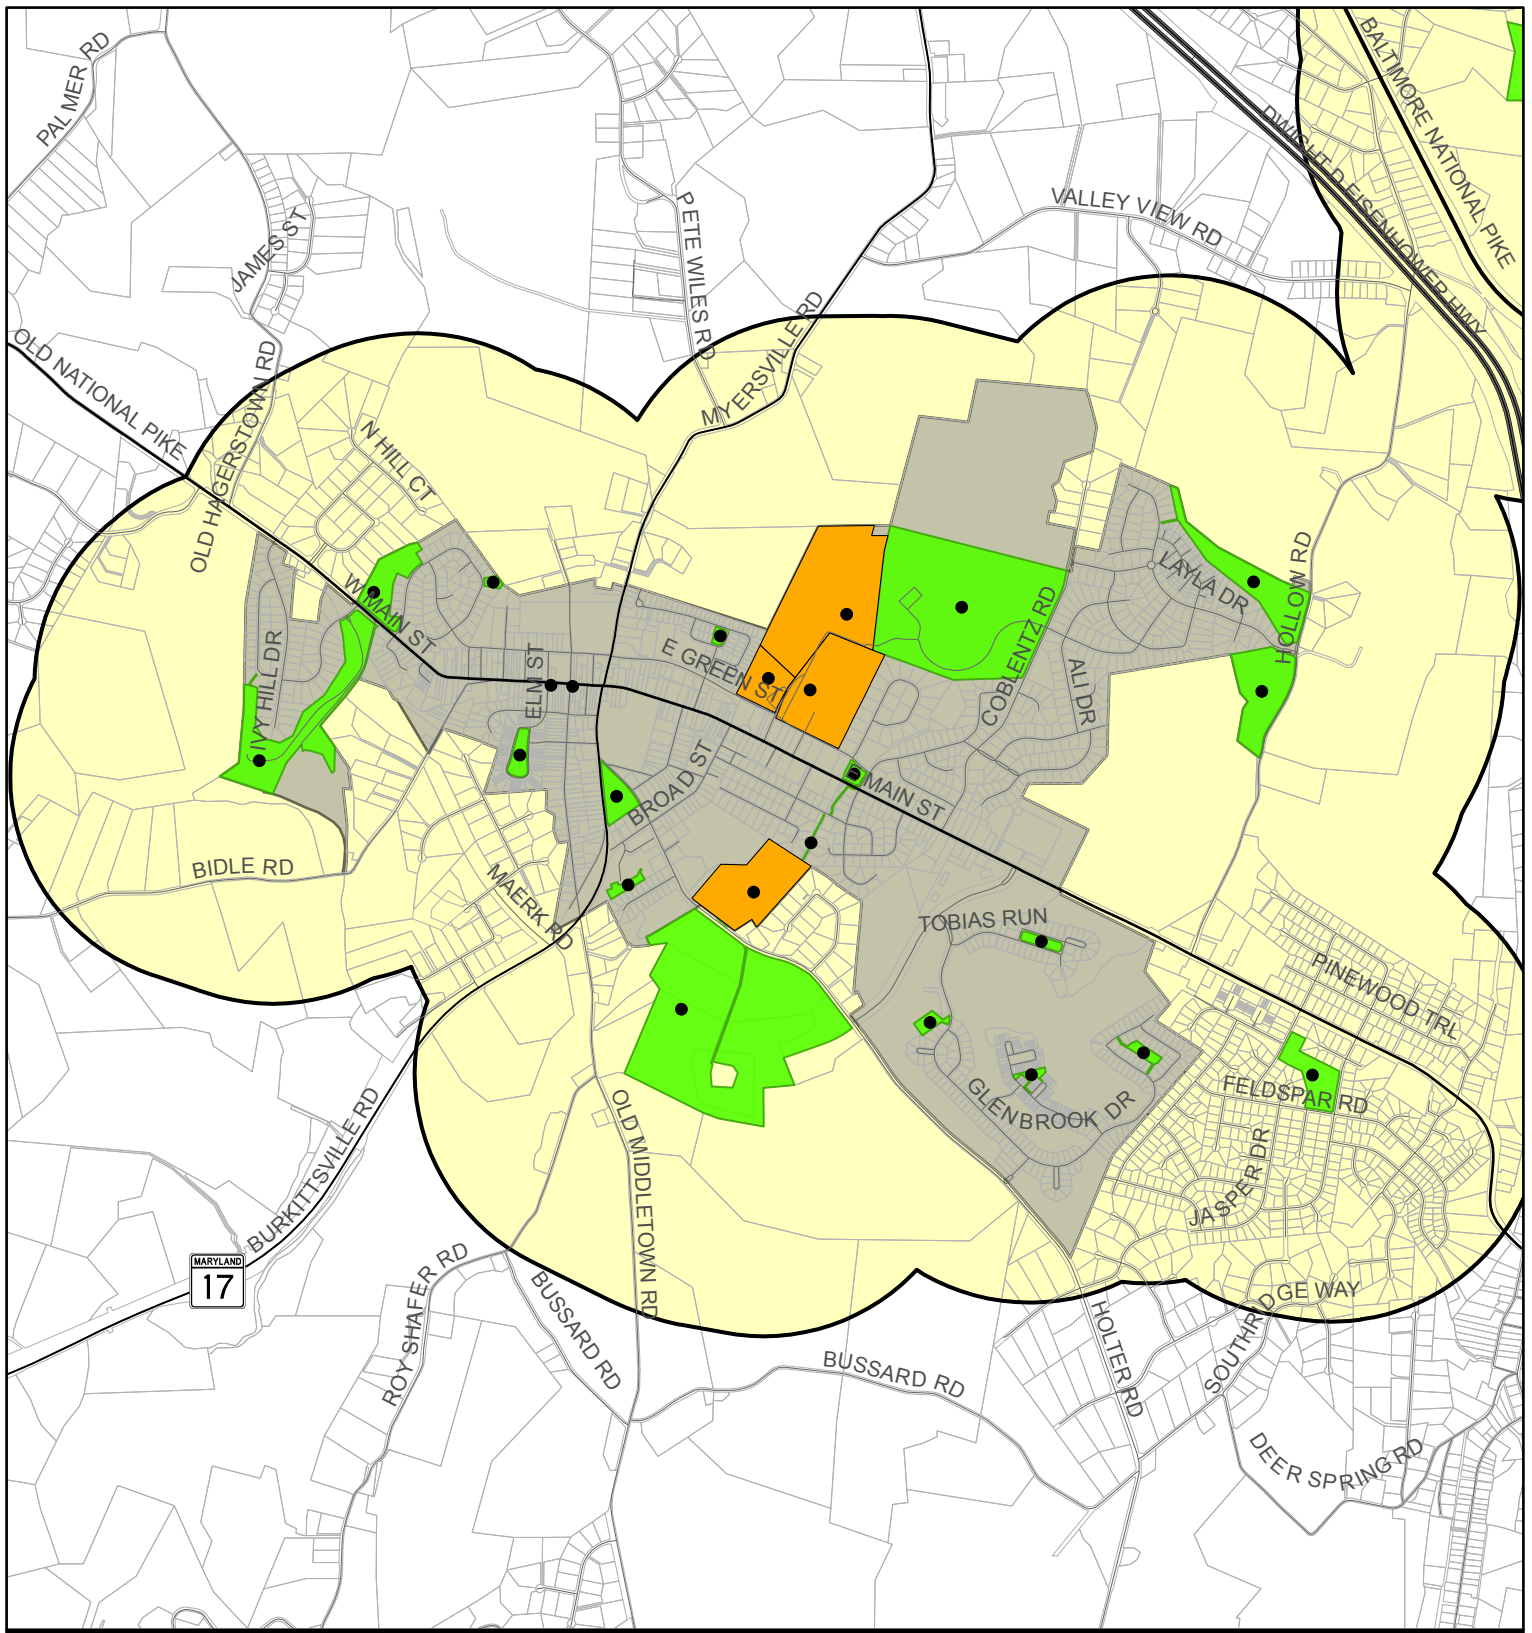 PALMER RD
BALTIMORE NATIONAL PIKE
DWIGHT D EISENHOWER HWY
VALLEY VIEW RD
JAMES ST
PETE WILES RD
MYERSVILLE RD
OLD NATIONAL PIKE
OLD HAGERSTOWN RD
N HILL CT
W MAIN ST
LAYLA DR
HOLLOW RD
E GREEN ST
COBLENTZ RD
ALI DR
ELM ST
IVY HILL DR
BROAD ST
MAIN ST
BIDLE RD
MAERK RD
TOBIAS RUN
PINEWOOD TRL
FELDSPAR RD
GLENBROOK DR
JASPER DR
OLD MIDDLETOWN RD
BURKITTSVILLE RD
MARYLAND
17
ROY SHAFER RD
BUSSARD RD
SOUTHRIDGE WAY
HOLTER RD
BUSSARD RD
DEER SPRING RD